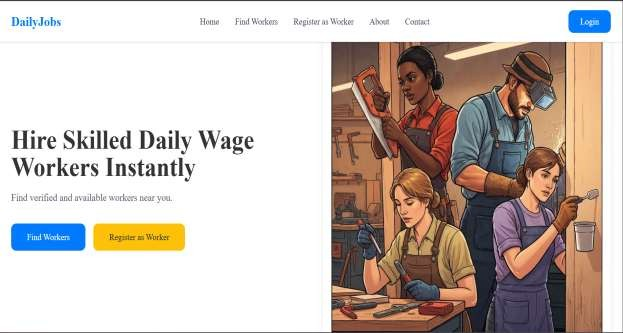 DailyJobs
Home Find Workers Register as Worker About Contact
Login
Hire Skilled Daily Wage
Workers Instantly
Find verified and available workers near you.
Find Workers
Register as Worker